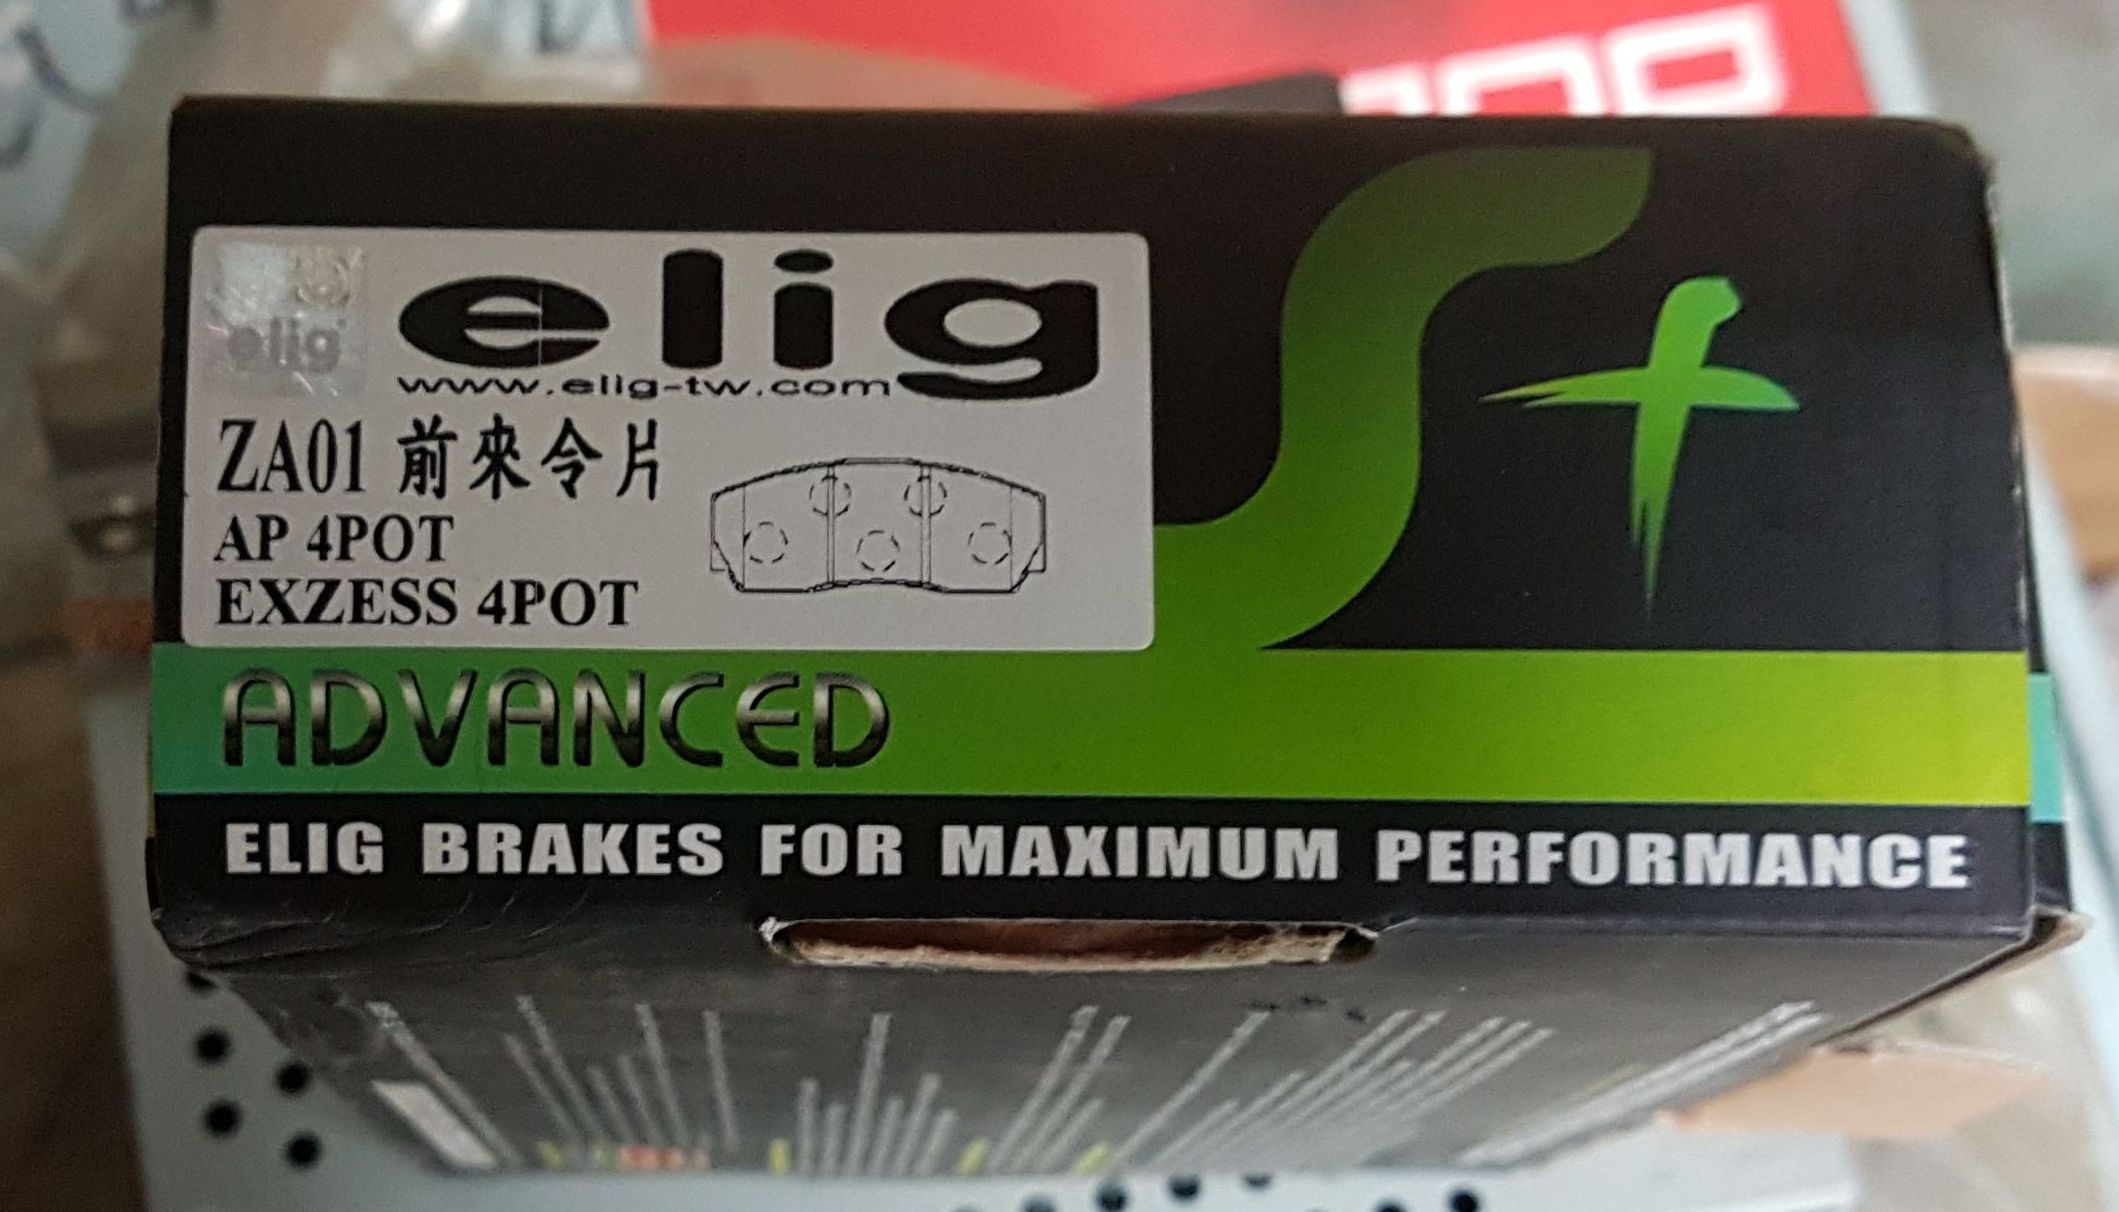 elig
elig
www.elig-tw.com
ZA01 前來令片
AP 4POT
EXZESS 4POT
S+
ADVANCED
ELIG BRAKES FOR MAXIMUM PERFORMANCE